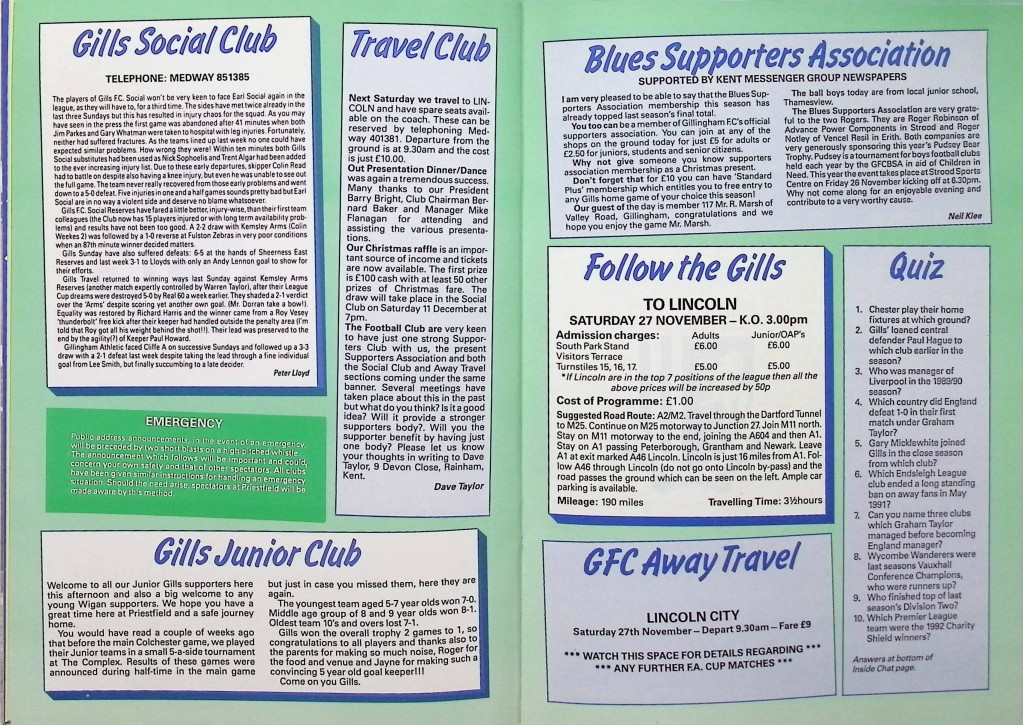 Gills Social Club
TELEPHONE: MEDWAY 851385
The players of Gills F.C. Social won't be very keen to face Earl Social again in the
league, as they will have to, for a third time. The sides have met twice already in the
last three Sundays but this has resulted in injury chaos for the squad. As you may
have seen in the press the first game was abandoned after 41 minutes when both
Jim Parkes and Gary Whatman were taken to hospital with leg injuries. Fortunately,
neither had suffered fractures. As the teams lined up last week no one could have
expected similar problems. How wrong they were! Within ten minutes both Gills
Social substitutes had been used as Nick Sophoelis and Trent Algar had been added
to the ever increasing injury list. Due to these early departures, skipper Colin Read
had to battle on despite also having a knee injury, but even he was unable to see out
the full game. The team never really recovered from those early problems and went
down to a 5-0 defeat. Five injuries in one and a half games sounds pretty bad but Earl
Social are in no way a violent side and deserve no blame whatsoever.
Gills F.C. Social Reserves have fared a little better, injury-wise, than their first team
colleagues (the Club now has 15 players injured or with long term availability prob-
lems) and results have not been too good. A 2-2 draw with Kemsley Arms (Colin
Weekes 2) was followed by a 1-0 reverse at Fulston Zebras in very poor conditions
when an 87th minute winner decided matters.
Gills Sunday have also suffered defeats: 6-5 at the hands of Sheerness East
Reserves and last week 3-1 to Lloyds with only an Andy Lennon goal to show for
their efforts.
Gills Travel returned to winning ways last Sunday against Kemsley Arms
Reserves (another match expertly controlled by Warren Taylor), after their League
Cup dreams were destroyed 5-0 by Real 60 a week earlier. They shaded a 2-1 verdict
over the 'Arms' despite scoring yet another own goal. (Mr. Dorran take a bow!).
Equality was restored by Richard Harris and the winner came from a Roy Vesey
'thunderbolt' free kick after their keeper had handled outside the penalty area (I'm
told that Roy got all his weight behind the shot!!). Their lead was preserved to the
end by the agility(?) of Keeper Paul Howard.
Gillingham Athletic faced Cliffe A on successive Sundays and followed up a 3-3
draw with a 2-1 defeat last week despite taking the lead through a fine individual
goal from Lee Smith, but finally succumbing to a late decider.
Peter Lloyd
EMERGENCY
Public address announcements, in the event of an emergency
will be preceded by two short blasts on a high pitched whistle.
The announcement which follows will be important and could,
concern your own safety and that of other spectators. All clubs
have been given similar instructions for handling an emergency
situation. Should the need arise, spectators at Priestfield will be
made aware by this method.
Travel Club
Next Saturday we travel to LIN-
COLN and have spare seats avail-
able on the coach. These can be
reserved by telephoning Med-
way 401381. Departure from the
ground is at 9.30am and the cost
is just £10.00.
Out Presentation Dinner/Dance
was again a tremendous success.
Many thanks to our President
Barry Bright, Club Chairman Ber-
nard Baker and Manager Mike
Flanagan for attending and
assisting the various presenta-
tions.
Our Christmas raffle is an impor-
tant source of income and tickets
are now available. The first prize
is £100 cash with at least 50 other
prizes of Christmas fare. The
draw will take place in the Social
Club on Saturday 11 December at
7pm.
The Football Club are very keen
to have just one strong Suppor-
ters Club with us, the present
Supporters Association and both
the Social Club and Away Travel
sections coming under the same
banner. Several meetings have
taken place about this in the past
but what do you think? Is it a good
idea? Will it provide a stronger
supporters body?. Will you the
supporter benefit by having just
one body? Please let us know
your thoughts in writing to Dave
Taylor, 9 Devon Close, Rainham,
Kent.
Dave Taylor
Gills Junior Club
Welcome to all our Junior Gills supporters here
this afternoon and also a big welcome to any
young Wigan supporters. We hope you have a
great time here at Priestfield and a safe journey
home.
You would have read a couple of weeks ago
that before the main Colchester game, we played
their Juniors in a small 5-a-side tournament
at The Complex. Results of these games were
announced during half-time in the main game
but just in case you missed them, here they are
again.
The youngest team aged 5-7 year olds won 7-0.
Middle age group of 8 and 9 year olds won 8-1.
Oldest team 10's and overs lost 7-1.
Gills won the overall trophy 2 games to 1, so
congratulations to all players and thanks also to
the parents for making so much noise, Roger for
the food and venue and Jayne for making such a
convincing 5 year old goal keeper!!!
Come on you Gills.
Blues Supporters Association
SUPPORTED BY KENT MESSENGER GROUP NEWSPAPERS
I am very pleased to be able to say that the Blues Sup-
porters Association membership this season has
already topped last season's final total.
You too can be a member of Gillingham FC's official
supporters association. You can join at any of the
shops on the ground today for just £5 for adults or
£2.50 for juniors, students and senior citizens.
Why not give someone you know supporters
association membership as a Christmas present.
Don't forget that for £10 you can have 'Standard
Plus' membership which entitles you to free entry to
any Gills home game of your choice this season!
Our guest of the day is member 117 Mr. R. Marsh of
Valley Road, Gillingham, congratulations and we
hope you enjoy the game Mr. Marsh.
The ball boys today are from local junior school,
Thamesview.
The Blues Supporters Association are very grate-
ful to the two Rogers. They are Roger Robinson of
Advance Power Components in Strood and Roger
Notley of Vencel Resil in Erith. Both companies are
very generously sponsoring this year's Pudsey Bear
Trophy. Pudsey is a tournament for boys football clubs
held each year by the GFCBSA in aid of Children in
Need. This year the event takes place at Strood Sports
Centre on Friday 26 November kicking off at 6.30pm.
Why not come along for an enjoyable evening and
contribute to a very worthy cause.
Neil Klee
Follow the Gills
TO LINCOLN
SATURDAY 27 NOVEMBER – K.O. 3.00pm
Admission charges: Adults Junior/OAP's
South Park Stand £6.00 £6.00
Visitors Terrace
Turnstiles 15, 16, 17. £5.00 £5.00
*If Lincoln are in the top 7 positions of the league then all the
above prices will be increased by 50p
Cost of Programme: £1.00
Suggested Road Route: A2/M2. Travel through the Dartford Tunnel
to M25. Continue on M25 motorway to Junction 27. Join M11 north.
Stay on M11 motorway to the end, joining the A604 and then A1.
Stay on A1 passing Peterborough, Grantham and Newark. Leave
A1 at exit marked A46 Lincoln. Lincoln is just 16 miles from A1. Fol-
low A46 through Lincoln (do not go onto Lincoln by-pass) and the
road passes the ground which can be seen on the left. Ample car
parking is available.
Mileage: 190 miles Travelling Time: 3½hours
GFC Away Travel
LINCOLN CITY
Saturday 27th November – Depart 9.30am – Fare £9
*** WATCH THIS SPACE FOR DETAILS REGARDING ***
*** ANY FURTHER F.A. CUP MATCHES ***
Quiz
1. Chester play their home
fixtures at which ground?
2. Gills' loaned central
defender Paul Hague to
which club earlier in the
season?
3. Who was manager of
Liverpool in the 1989/90
season?
4. Which country did England
defeat 1-0 in their first
match under Graham
Taylor?
5. Gary Micklewhite joined
Gills in the close season
from which club?
6. Which Endsleigh League
club ended a long standing
ban on away fans in May
1991?
7. Can you name three clubs
which Graham Taylor
managed before becoming
England manager?
8. Wycombe Wanderers were
last seasons Vauxhall
Conference Champions,
who were runners up?
9. Who finished top of last
season's Division Two?
10. Which Premier League
team were the 1992 Charity
Shield winners?
Answers at bottom of
Inside Chat page.